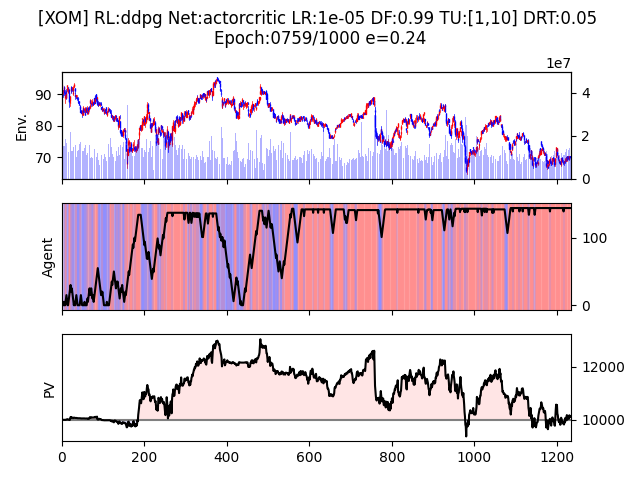 [XOM] RL:ddpg Net:actorcritic LR:1e-05 DF:0.99 TU:[1,10] DRT:0.05
Epoch:0759/1000 e=0.24
1e7
Env.
90
80
70
4
2
0
Agent
100
0
PV
12000
10000
0
200
400
600
800
1000
1200